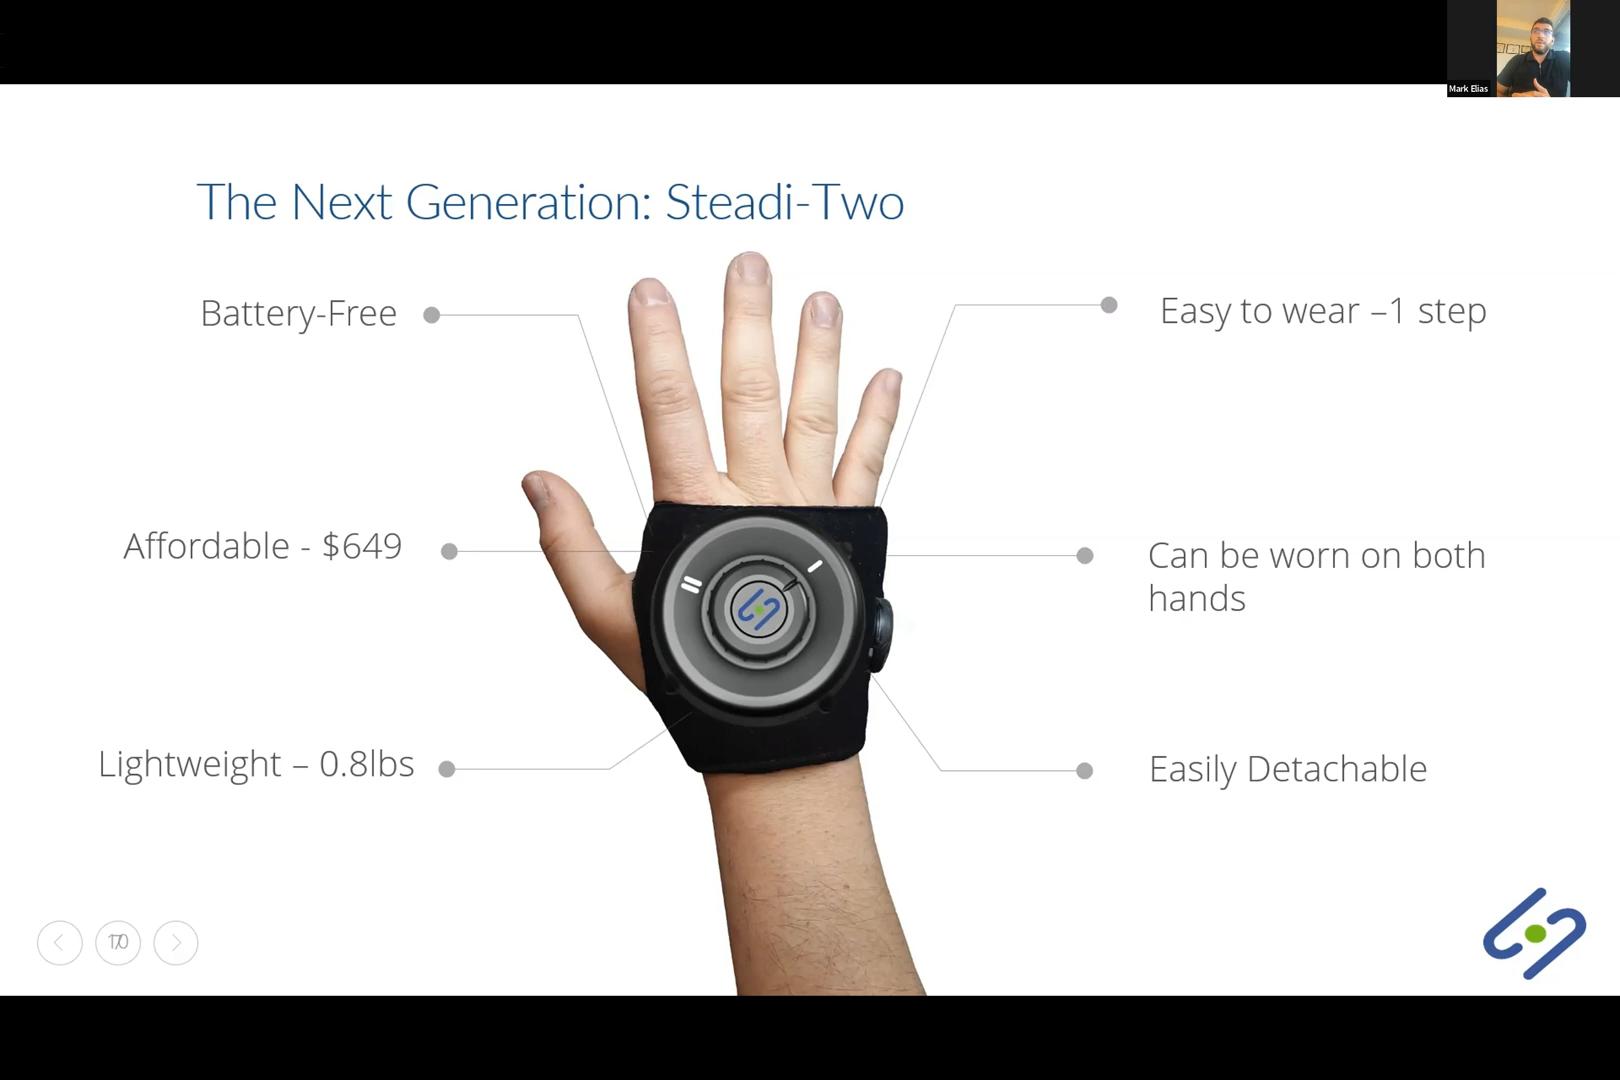 Mark Elias
The Next Generation: Steadi-Two
Battery-Free
Easy to wear –1 step
Affordable - $649
Can be worn on both
hands
Lightweight – 0.8lbs
Easily Detachable